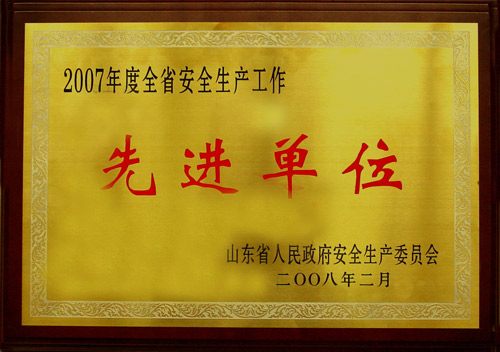 2007年度全省安全生产工作
先进单位
山东省人民政府安全生产委员会
二〇〇八年二月